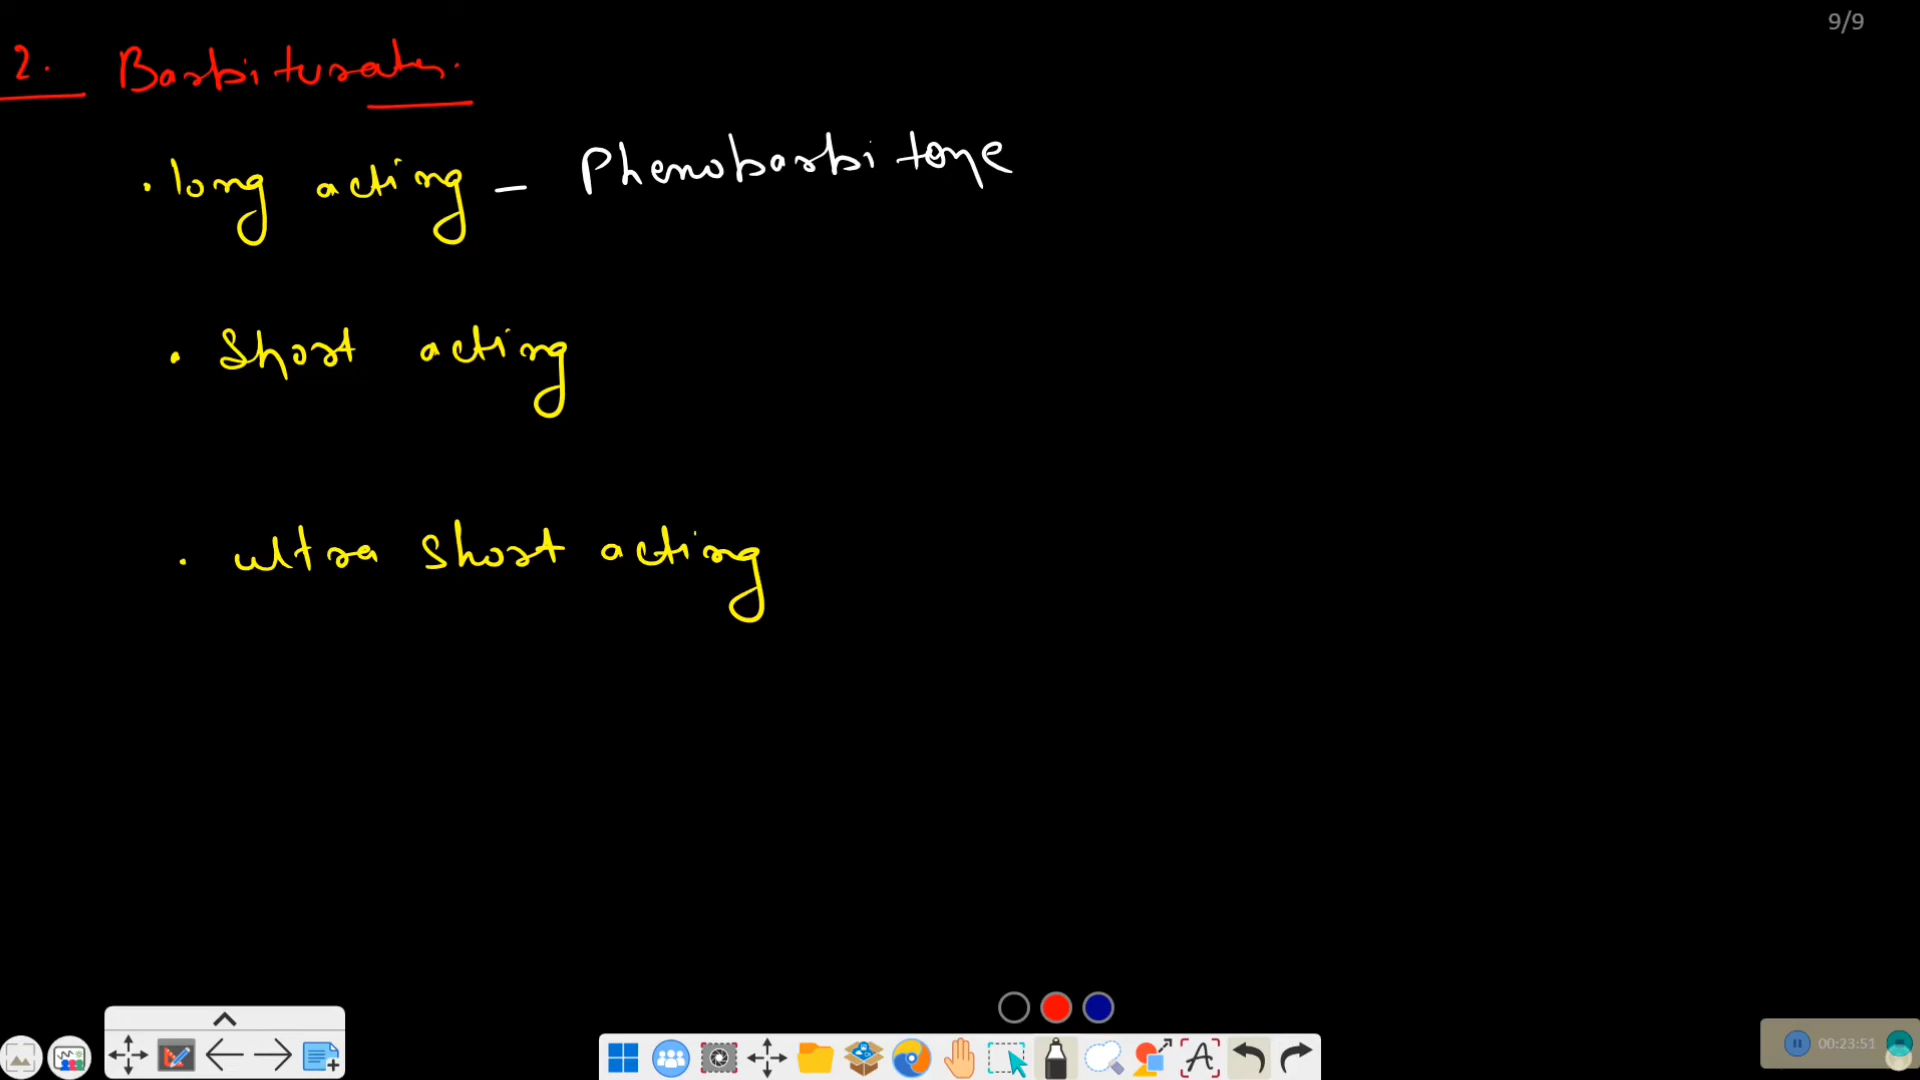 9/9
2. Barbiturates.
. long acting - Phenobarbitone
. Short acting
. ultra short acting
00:23:51